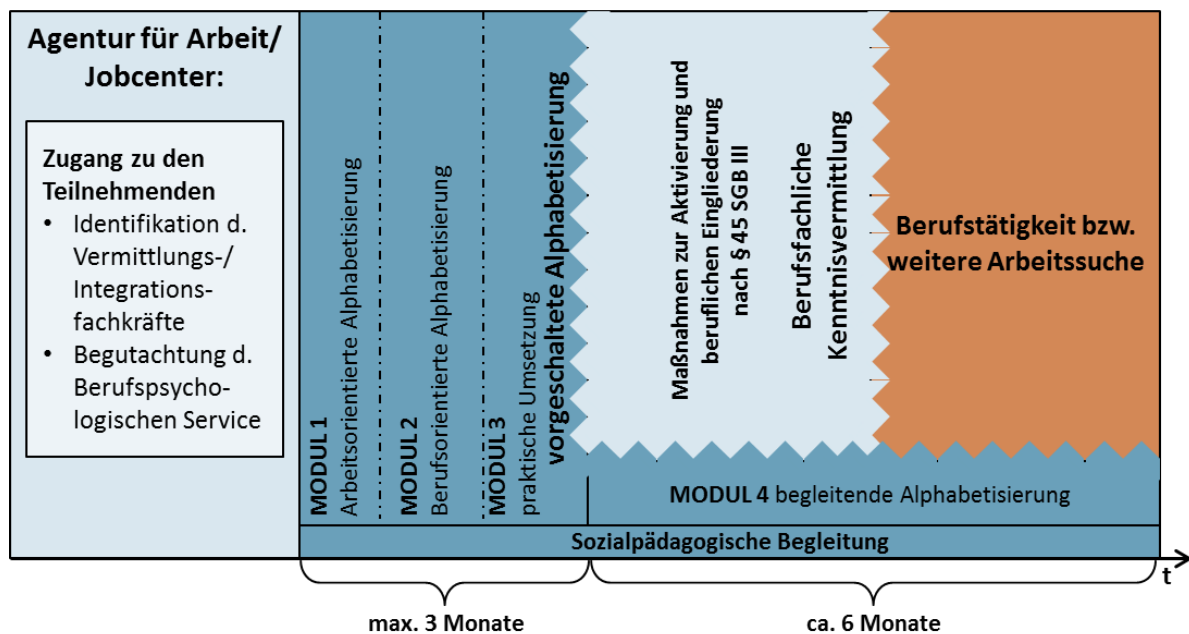 Agentur für Arbeit/
Jobcenter:
Zugang zu den
Teilnehmenden
• Identifikation d.
Vermittlungs-/
Integrations-
fachkräfte
• Begutachtung d.
Berufspsycho-
logischen Service
MODUL 1
Arbeitsorientierte Alphabetisierung
MODUL 2
Berufsorientierte Alphabetisierung
MODUL 3
praktische Umsetzung
vorgeschaltete Alphabetisierung
Maßnahmen zur Aktivierung und
beruflichen Eingliederung
nach § 45 SGB III
Berufsfachliche
Kenntnisvermittlung
Berufstätigkeit bzw.
weitere Arbeitssuche
MODUL 4 begleitende Alphabetisierung
Sozialpädagogische Begleitung
t
max. 3 Monate
ca. 6 Monate